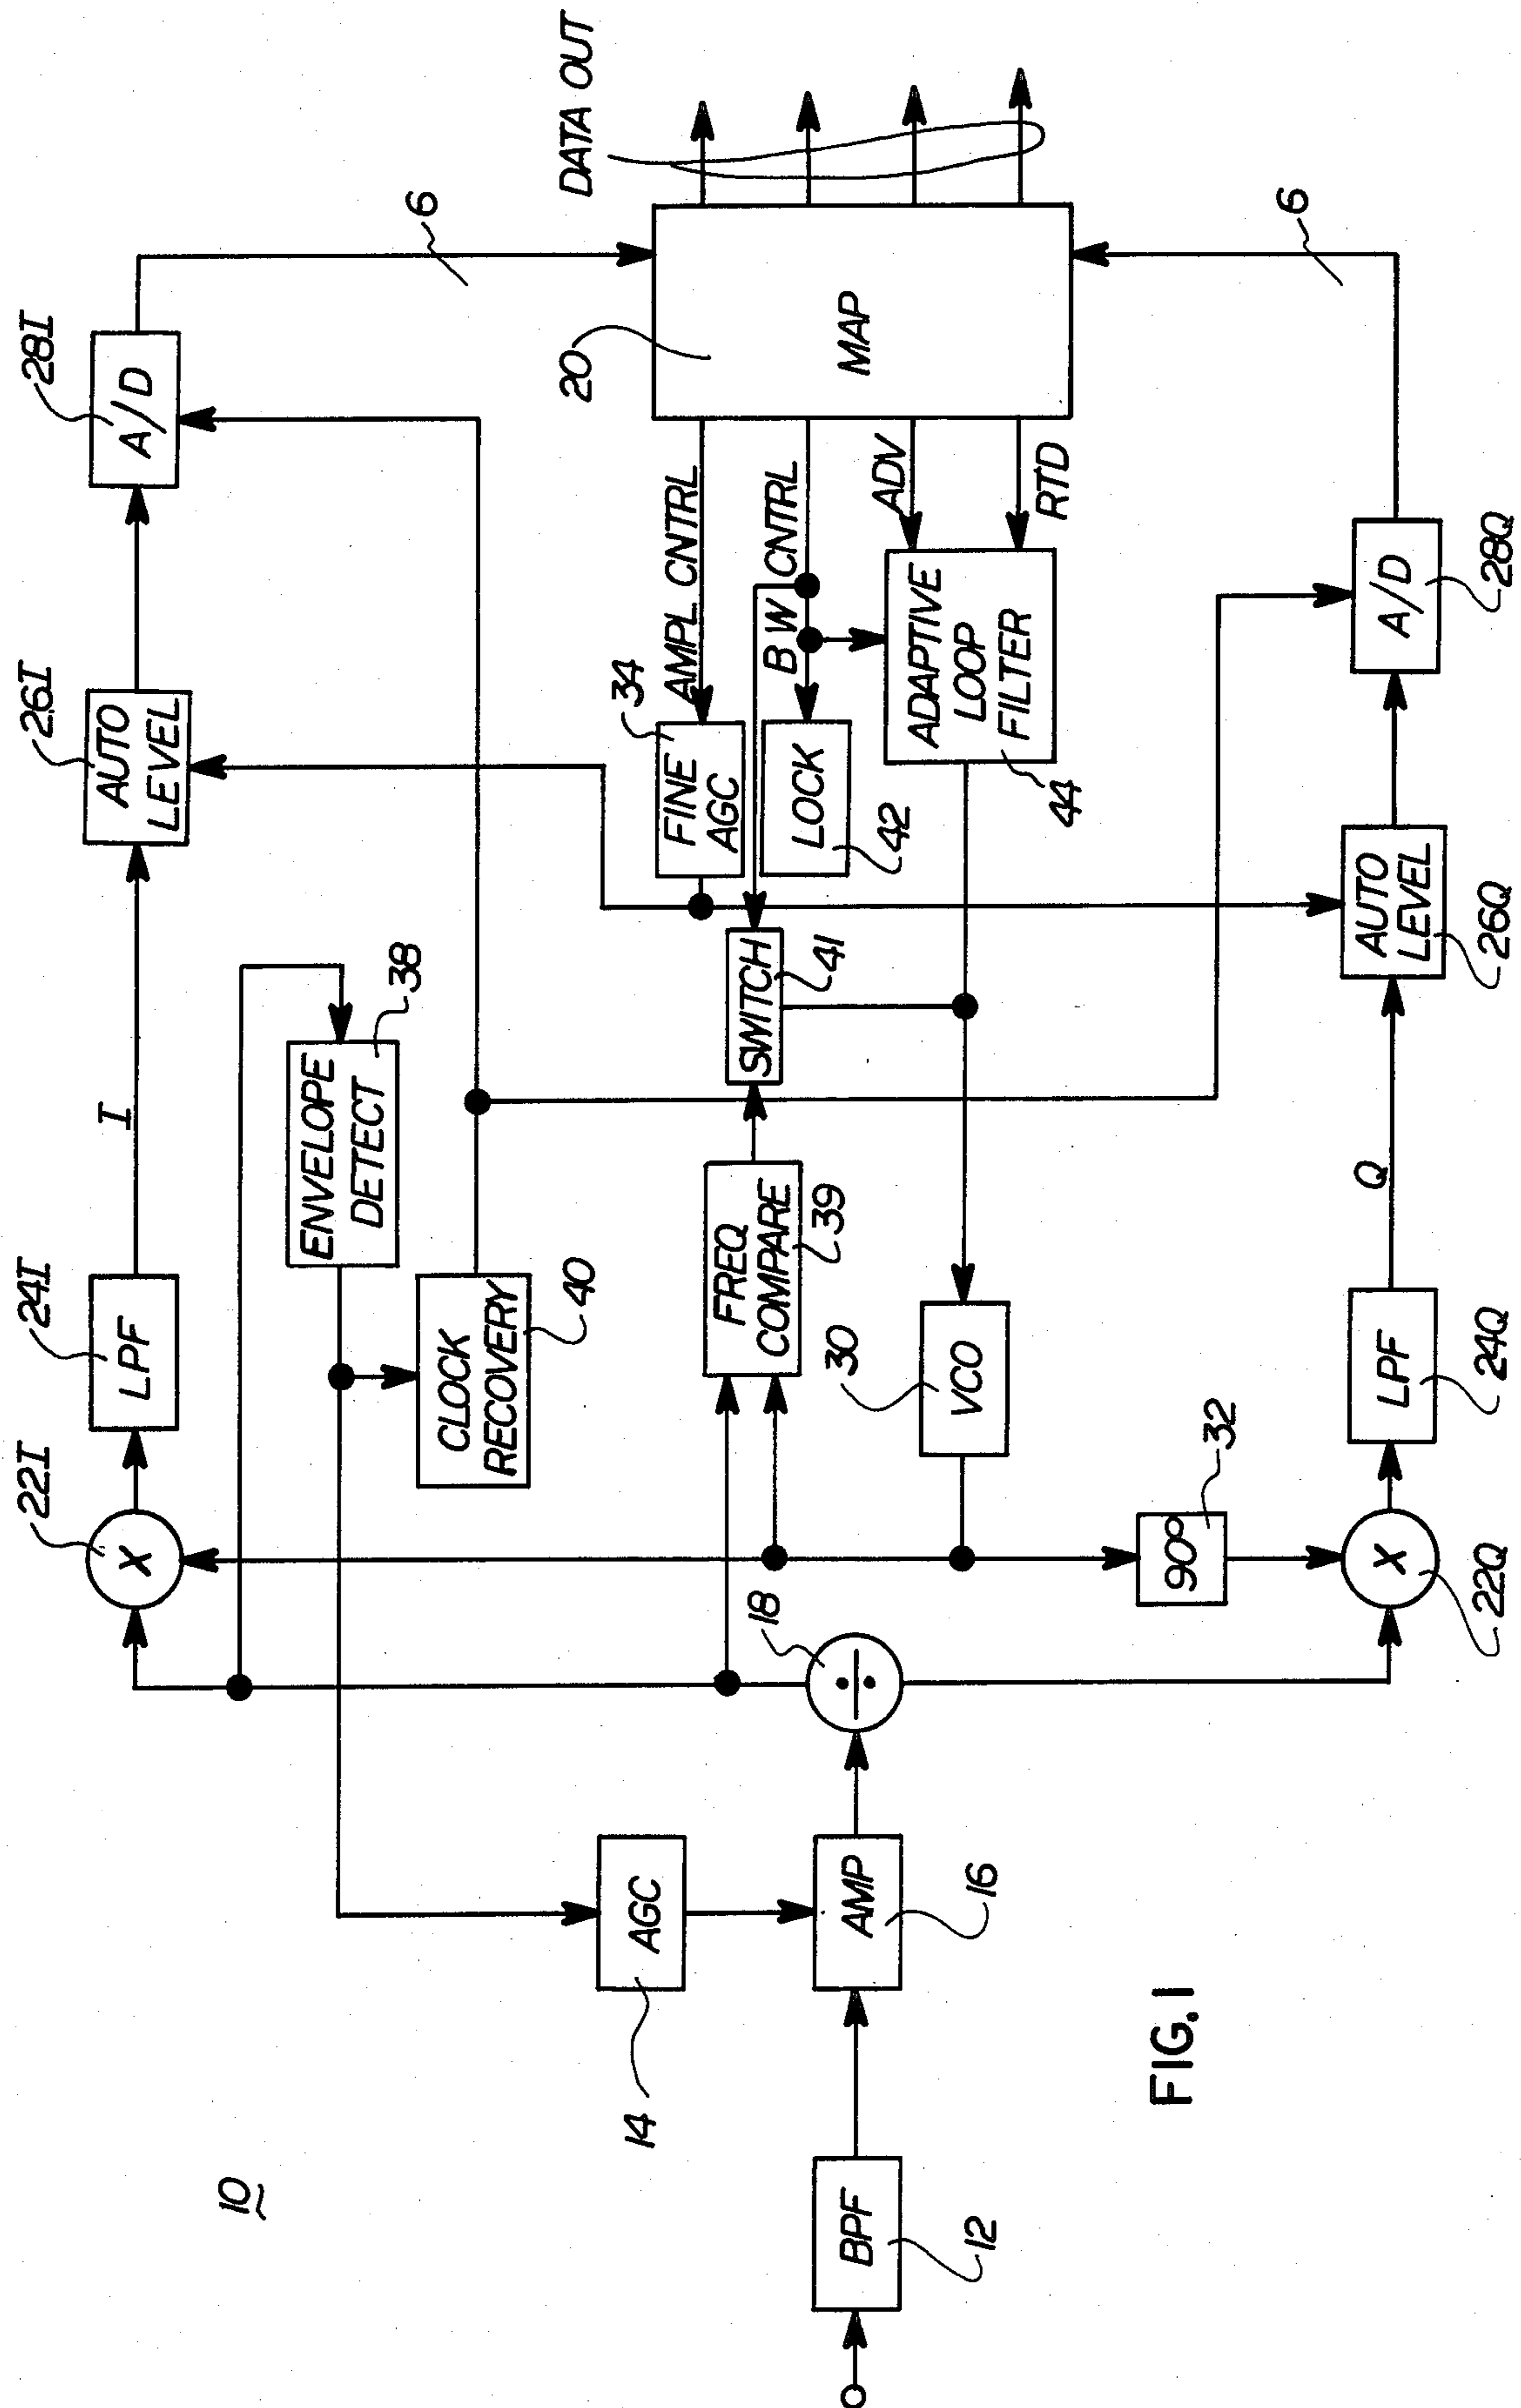 10
BPF
12
14
AGC
AMP
16
18
÷
22I
X
24I
LPF
I
26I
AUTO
LEVEL
28I
A/D
6
ENVELOPE
DETECT
38
CLOCK
RECOVERY
40
FREQ
COMPARE
39
SWITCH
41
FINE
AGC
34
AMPL CNTRL
LOCK
42
BW CNTRL
ADAPTIVE
LOOP
FILTER
44
ADV
RTD
20
MAP
DATA OUT
30
VCO
90°
32
X
22Q
LPF
24Q
Q
AUTO
LEVEL
26Q
A/D
28Q
6
FIG. 1